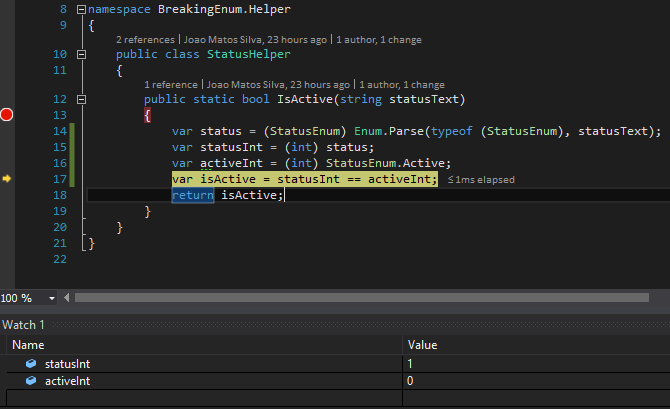 8 namespace BreakingEnum.Helper
9 {
2 references | Joao Matos Silva, 23 hours ago | 1 author, 1 change
10 public class StatusHelper
11 {
1 reference | Joao Matos Silva, 23 hours ago | 1 author, 1 change
12 public static bool IsActive(string statusText)
13 {
14 var status = (StatusEnum) Enum.Parse(typeof (StatusEnum), statusText);
15 var statusInt = (int) status;
16 var activeInt = (int) StatusEnum.Active;
17 var isActive = statusInt == activeInt; ≤1ms elapsed
18 return isActive;
19 }
20 }
21 }
22
100 %
Watch 1
Name Value
statusInt 1
activeInt 0